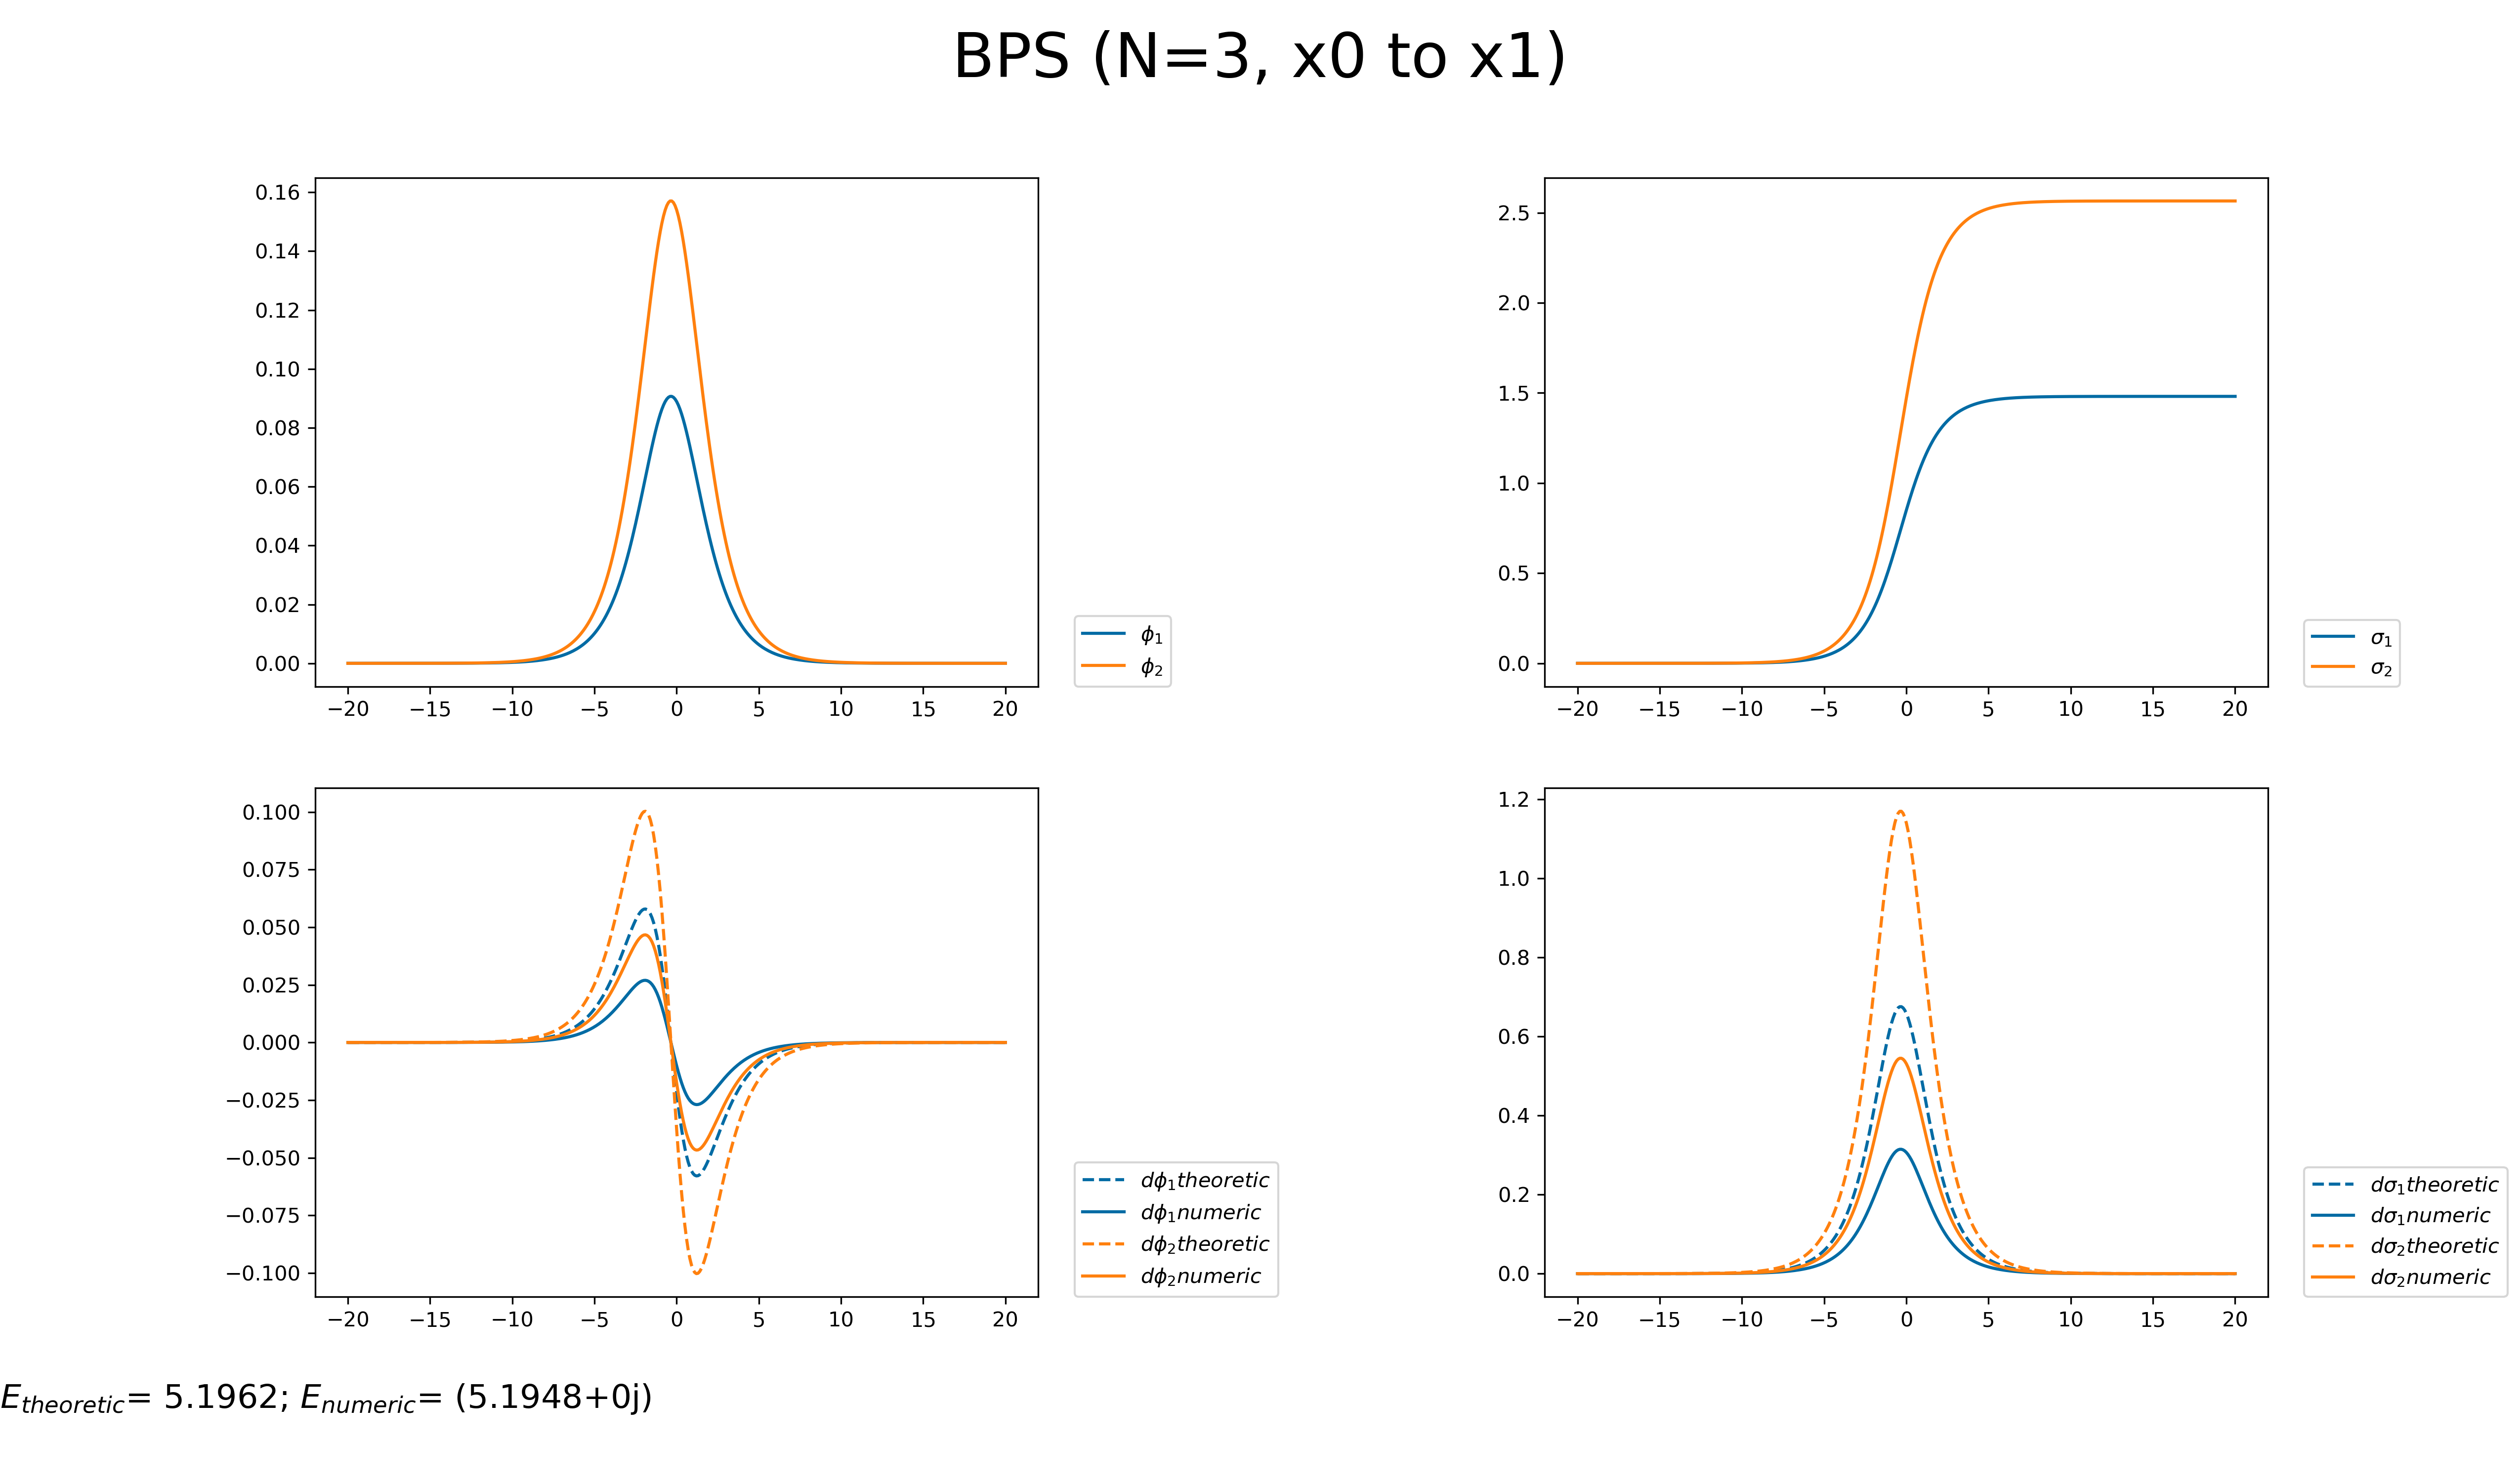 BPS (N=3, x0 to x1)
0.16
0.14
0.12
0.10
0.08
0.06
0.04
0.02
0.00
−20 −15 −10 −5 0 5 10 15 20
ϕ₁
ϕ₂
2.5
2.0
1.5
1.0
0.5
0.0
−20 −15 −10 −5 0 5 10 15 20
σ₁
σ₂
0.100
0.075
0.050
0.025
0.000
−0.025
−0.050
−0.075
−0.100
−20 −15 −10 −5 0 5 10 15 20
dϕ₁theoretic
dϕ₁numeric
dϕ₂theoretic
dϕ₂numeric
1.2
1.0
0.8
0.6
0.4
0.2
0.0
−20 −15 −10 −5 0 5 10 15 20
dσ₁theoretic
dσ₁numeric
dσ₂theoretic
dσ₂numeric
E_theoretic= 5.1962; E_numeric= (5.1948+0j)